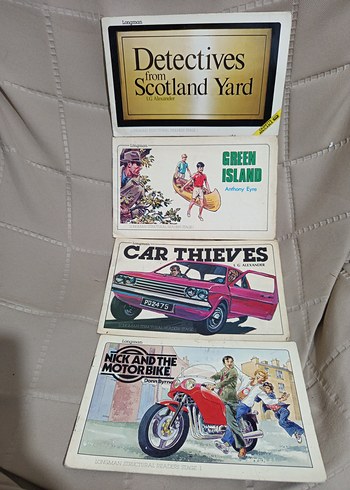 Longman
Detectives
from
Scotland Yard
L.G. Alexander
Longman
GREEN
ISLAND
Anthony Eyre
CAR THIEVES
L G ALEXANDER
PU2475
Longman
NICK AND THE
MOTORBIKE
Donn Byrne
LONGMAN STRUCTURAL READERS STAGE 1